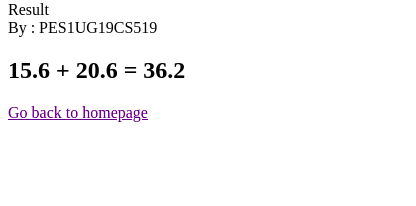 Result
By : PES1UG19CS519
15.6 + 20.6 = 36.2
Go back to homepage